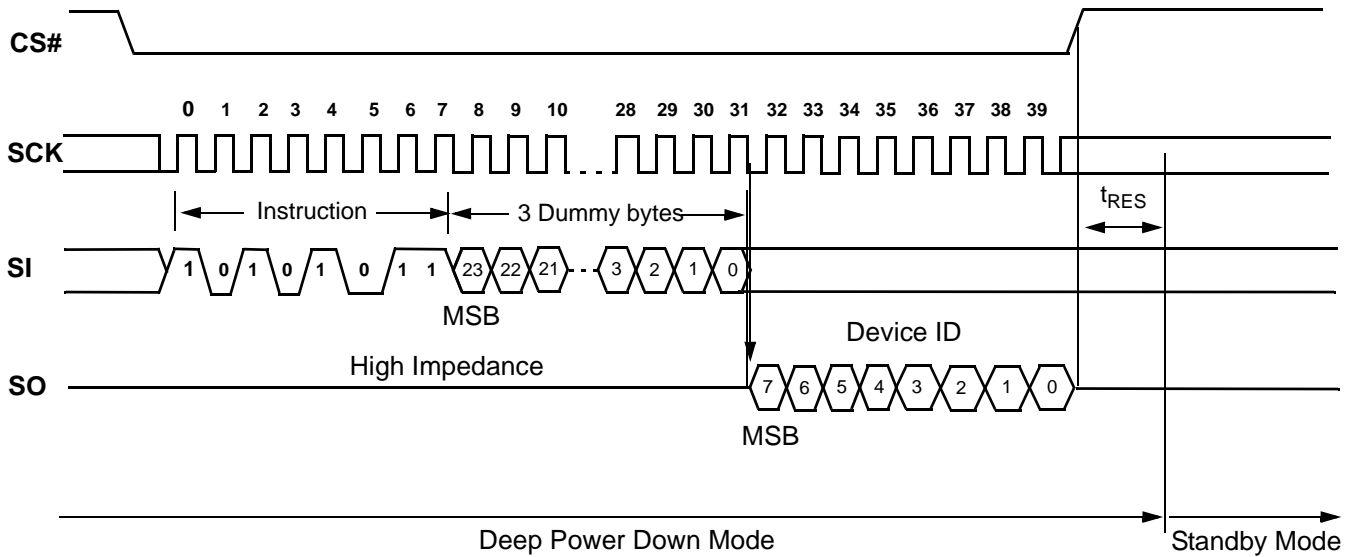 CS#
0 1 2 3 4 5 6 7 8 9 10 28 29 30 31 32 33 34 35 36 37 38 39
SCK
tRES
Instruction 3 Dummy bytes
SI
1 0 1 0 1 0 1 1 23 22 21 3 2 1 0
MSB
Device ID
High Impedance
SO
7 6 5 4 3 2 1 0
MSB
Deep Power Down Mode Standby Mode